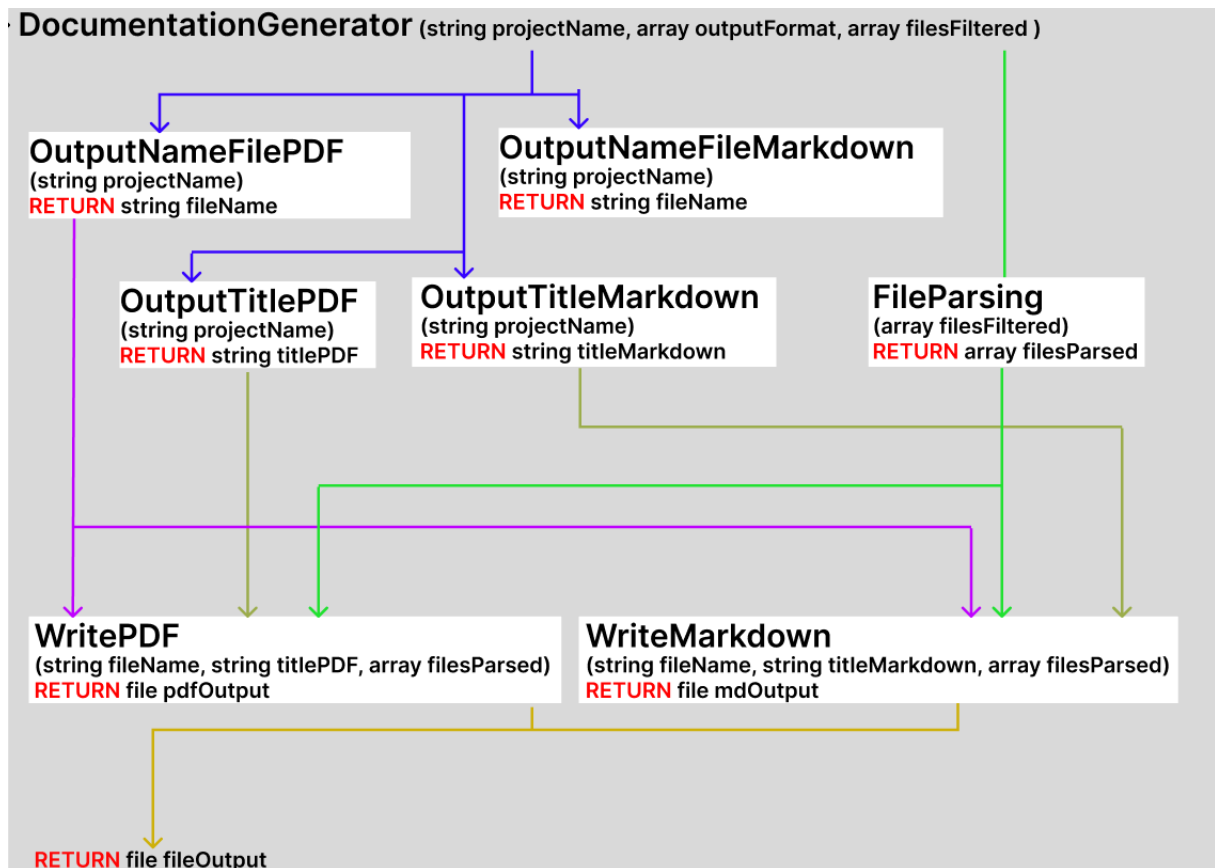 DocumentationGenerator (string projectName, array outputFormat, array filesFiltered )
OutputNameFilePDF
(string projectName)
RETURN string fileName
OutputNameFileMarkdown
(string projectName)
RETURN string fileName
OutputTitlePDF
(string projectName)
RETURN string titlePDF
OutputTitleMarkdown
(string projectName)
RETURN string titleMarkdown
FileParsing
(array filesFiltered)
RETURN array filesParsed
WritePDF
(string fileName, string titlePDF, array filesParsed)
RETURN file pdfOutput
WriteMarkdown
(string fileName, string titleMarkdown, array filesParsed)
RETURN file mdOutput
RETURN file fileOutput